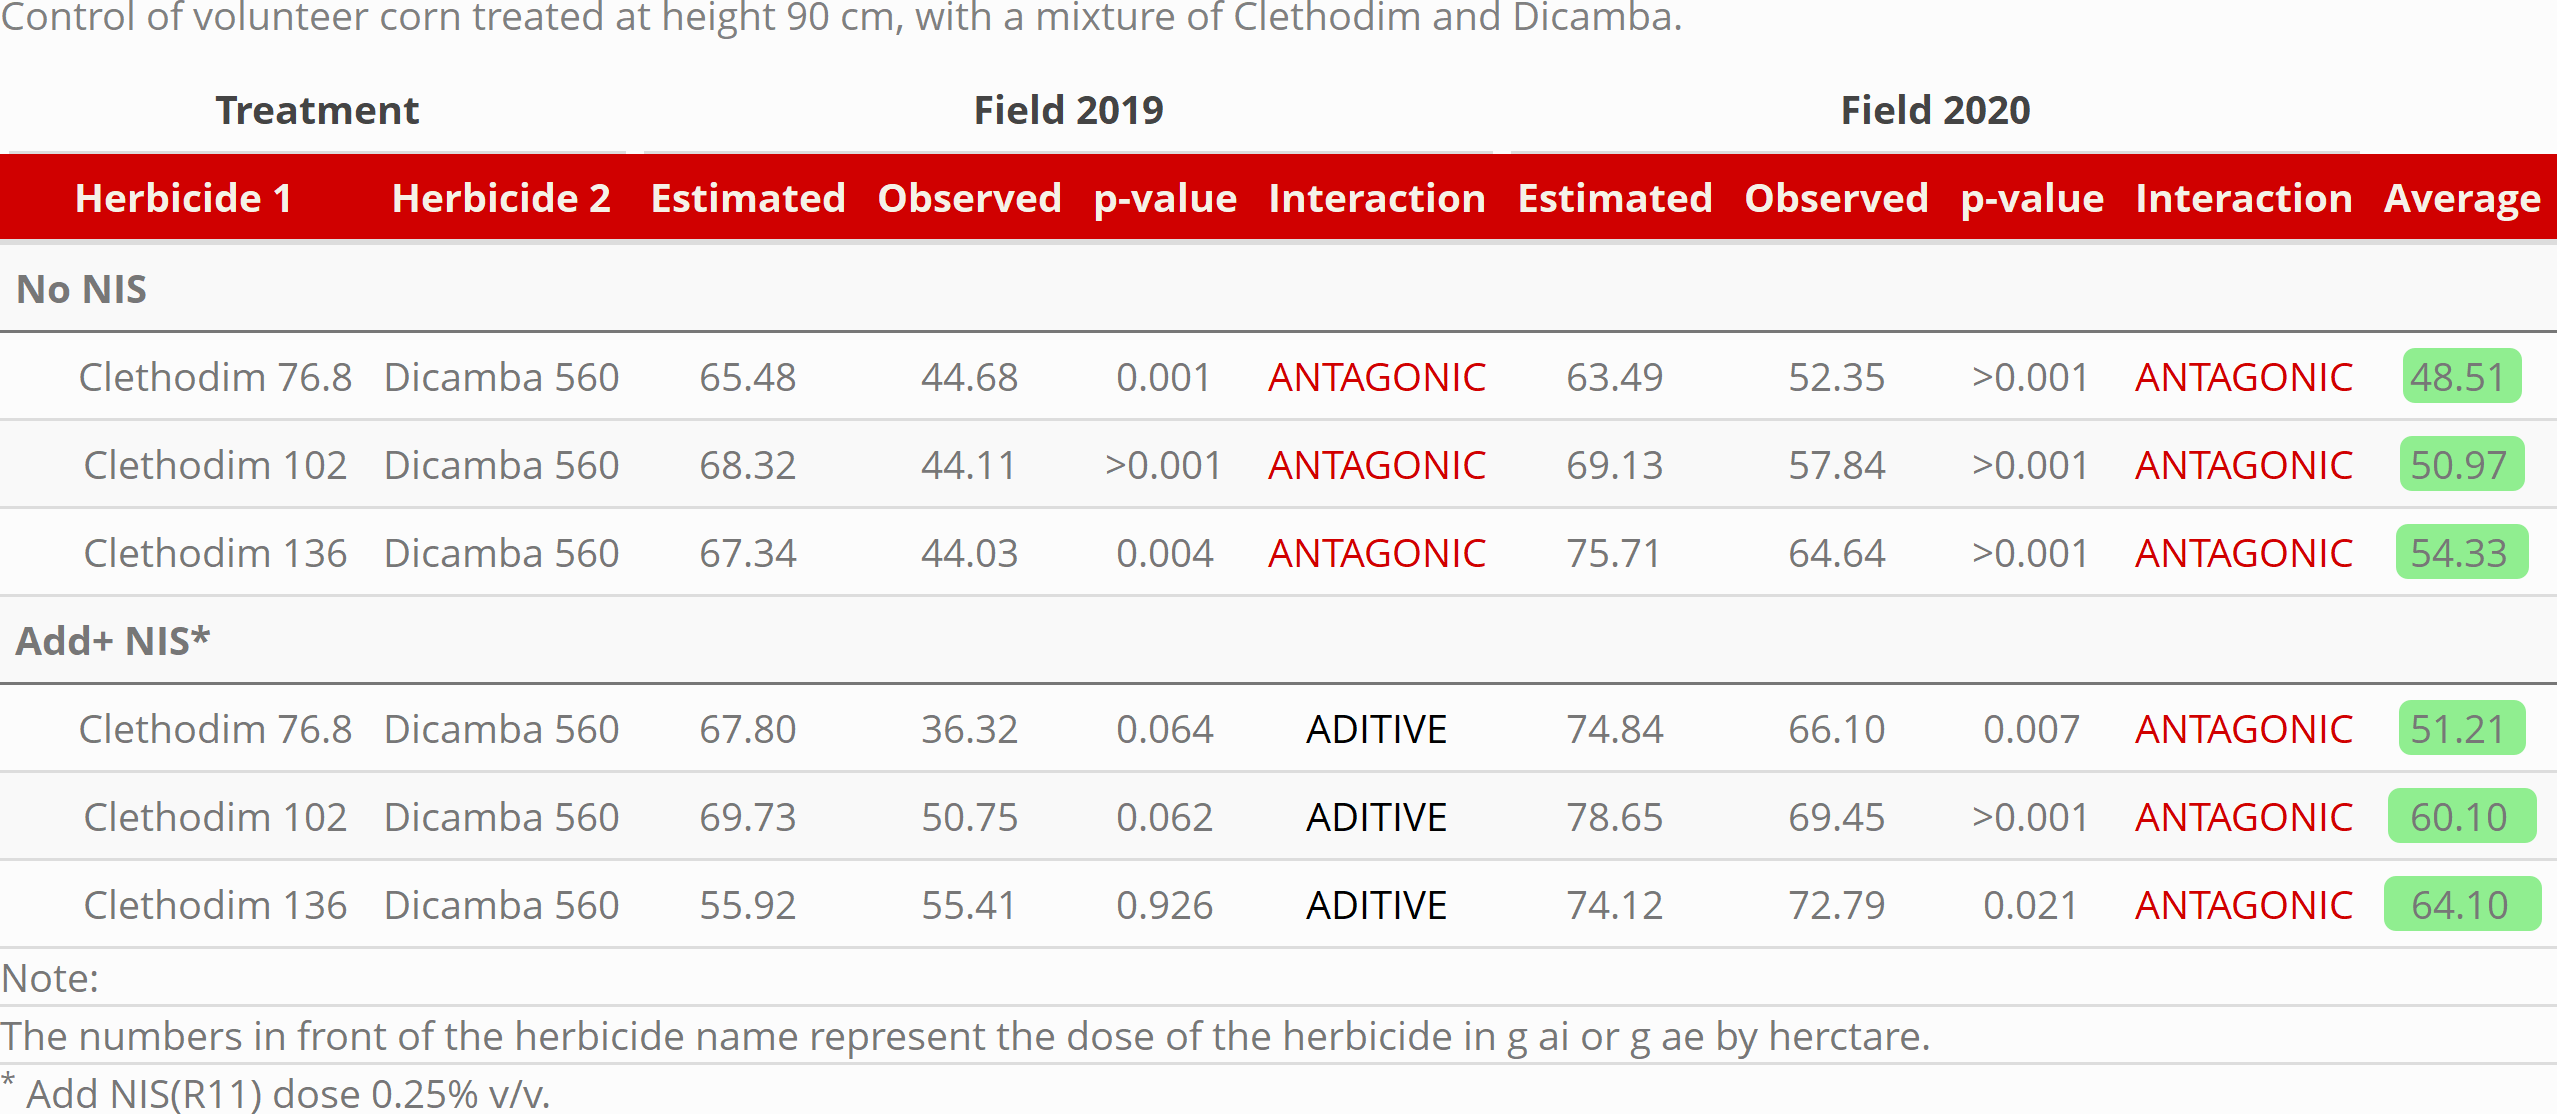 Control of volunteer corn treated at height 90 cm, with a mixture of Clethodim and Dicamba.
Treatment Field 2019 Field 2020
Herbicide 1 Herbicide 2 Estimated Observed p-value Interaction Estimated Observed p-value Interaction Average
No NIS
Clethodim 76.8 Dicamba 560 65.48 44.68 0.001 ANTAGONIC 63.49 52.35 >0.001 ANTAGONIC 48.51
Clethodim 102 Dicamba 560 68.32 44.11 >0.001 ANTAGONIC 69.13 57.84 >0.001 ANTAGONIC 50.97
Clethodim 136 Dicamba 560 67.34 44.03 0.004 ANTAGONIC 75.71 64.64 >0.001 ANTAGONIC 54.33
Add+ NIS*
Clethodim 76.8 Dicamba 560 67.80 36.32 0.064 ADITIVE 74.84 66.10 0.007 ANTAGONIC 51.21
Clethodim 102 Dicamba 560 69.73 50.75 0.062 ADITIVE 78.65 69.45 >0.001 ANTAGONIC 60.10
Clethodim 136 Dicamba 560 55.92 55.41 0.926 ADITIVE 74.12 72.79 0.021 ANTAGONIC 64.10
Note:
The numbers in front of the herbicide name represent the dose of the herbicide in g ai or g ae by herctare.
* Add NIS(R11) dose 0.25% v/v.